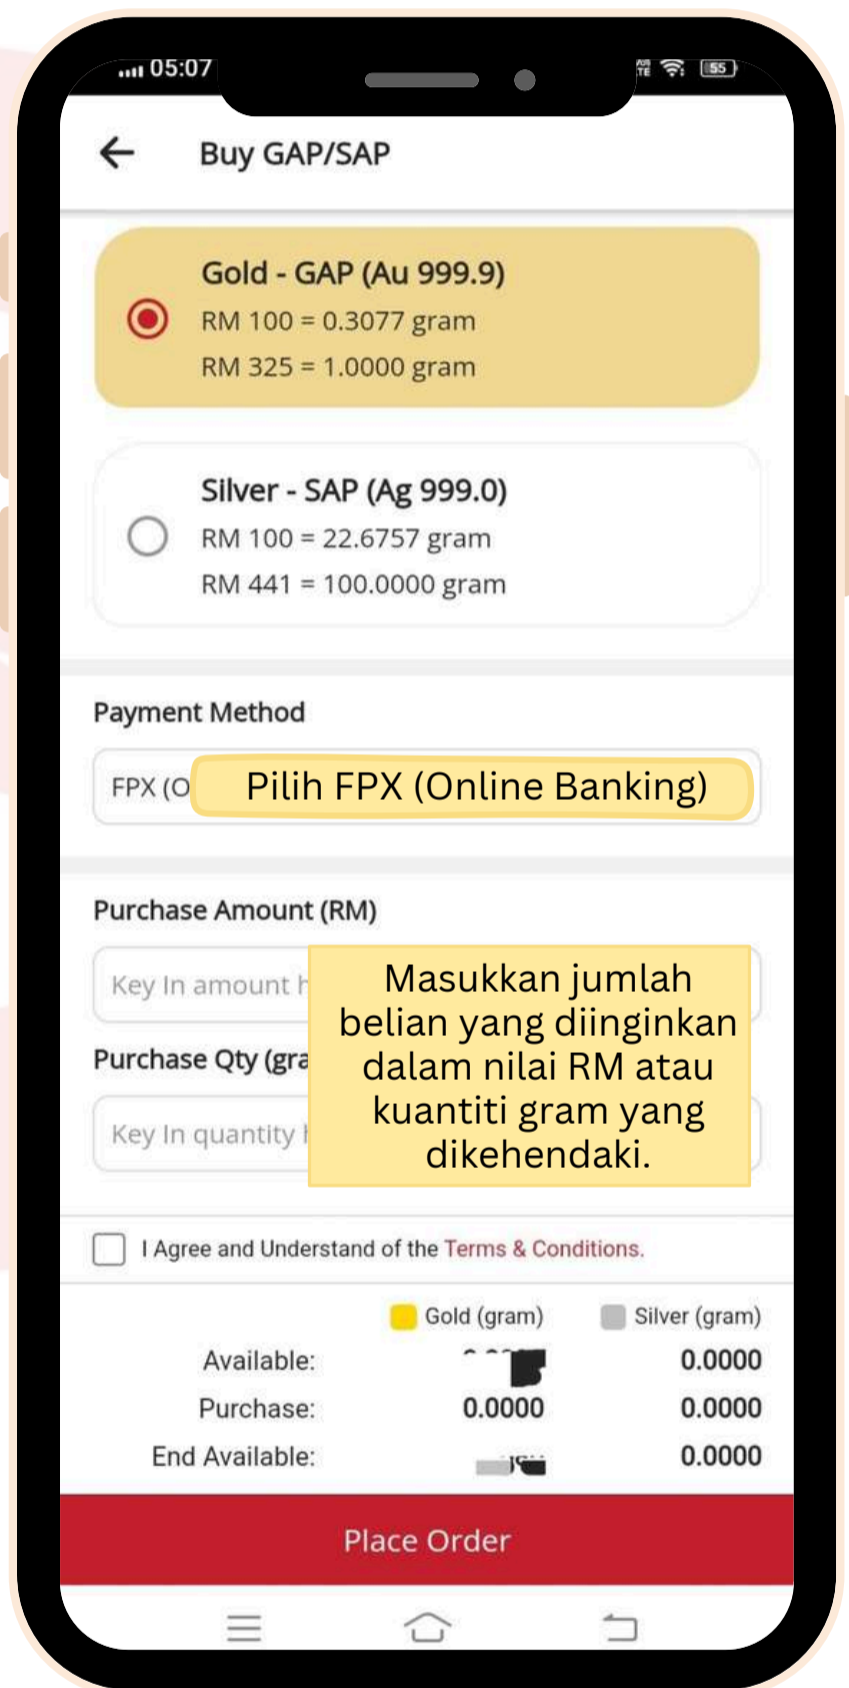 05:07
55
Buy GAP/SAP
Gold - GAP (Au 999.9)
RM 100 = 0.3077 gram
RM 325 = 1.0000 gram
Silver - SAP (Ag 999.0)
RM 100 = 22.6757 gram
RM 441 = 100.0000 gram
Payment Method
FPX (O
Pilih FPX (Online Banking)
Purchase Amount (RM)
Key In amount
Masukkan jumlah
belian yang diinginkan
dalam nilai RM atau
kuantiti gram yang
dikehendaki.
Purchase Qty (gra
Key In quantity
I Agree and Understand of the Terms & Conditions.
Gold (gram) Silver (gram)
Available: 0.0000
Purchase: 0.0000 0.0000
End Available: 0.0000
Place Order